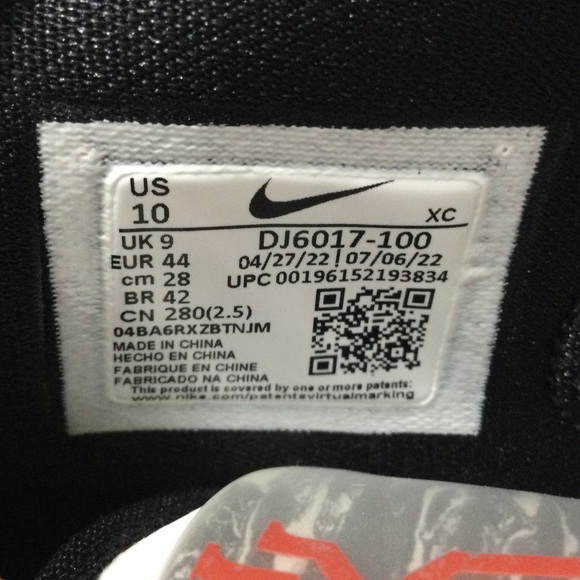 US
10
XC
UK 9
DJ6017-100
EUR 44
04/27/22 | 07/06/22
cm 28
UPC 00196152193834
BR 42
CN 280(2.5)
04BA6RXZBTNJM
MADE IN CHINA
HECHO EN CHINA
FABRIQUE EN CHINE
FABRICADO NA CHINA
This product is covered by one or more patents:
www.nike.com/patentsvirtualmarking